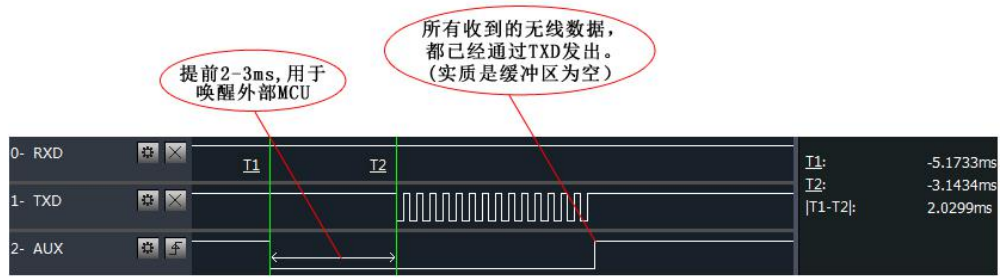 所有收到的无线数据，
都已经通过TXD发出。
(实质是缓冲区为空)
提前2-3ms,用于
唤醒外部MCU
0- RXD
T1
T2
1- TXD
2- AUX
T1: -5.1733ms
T2: -3.1434ms
|T1-T2|: 2.0299ms